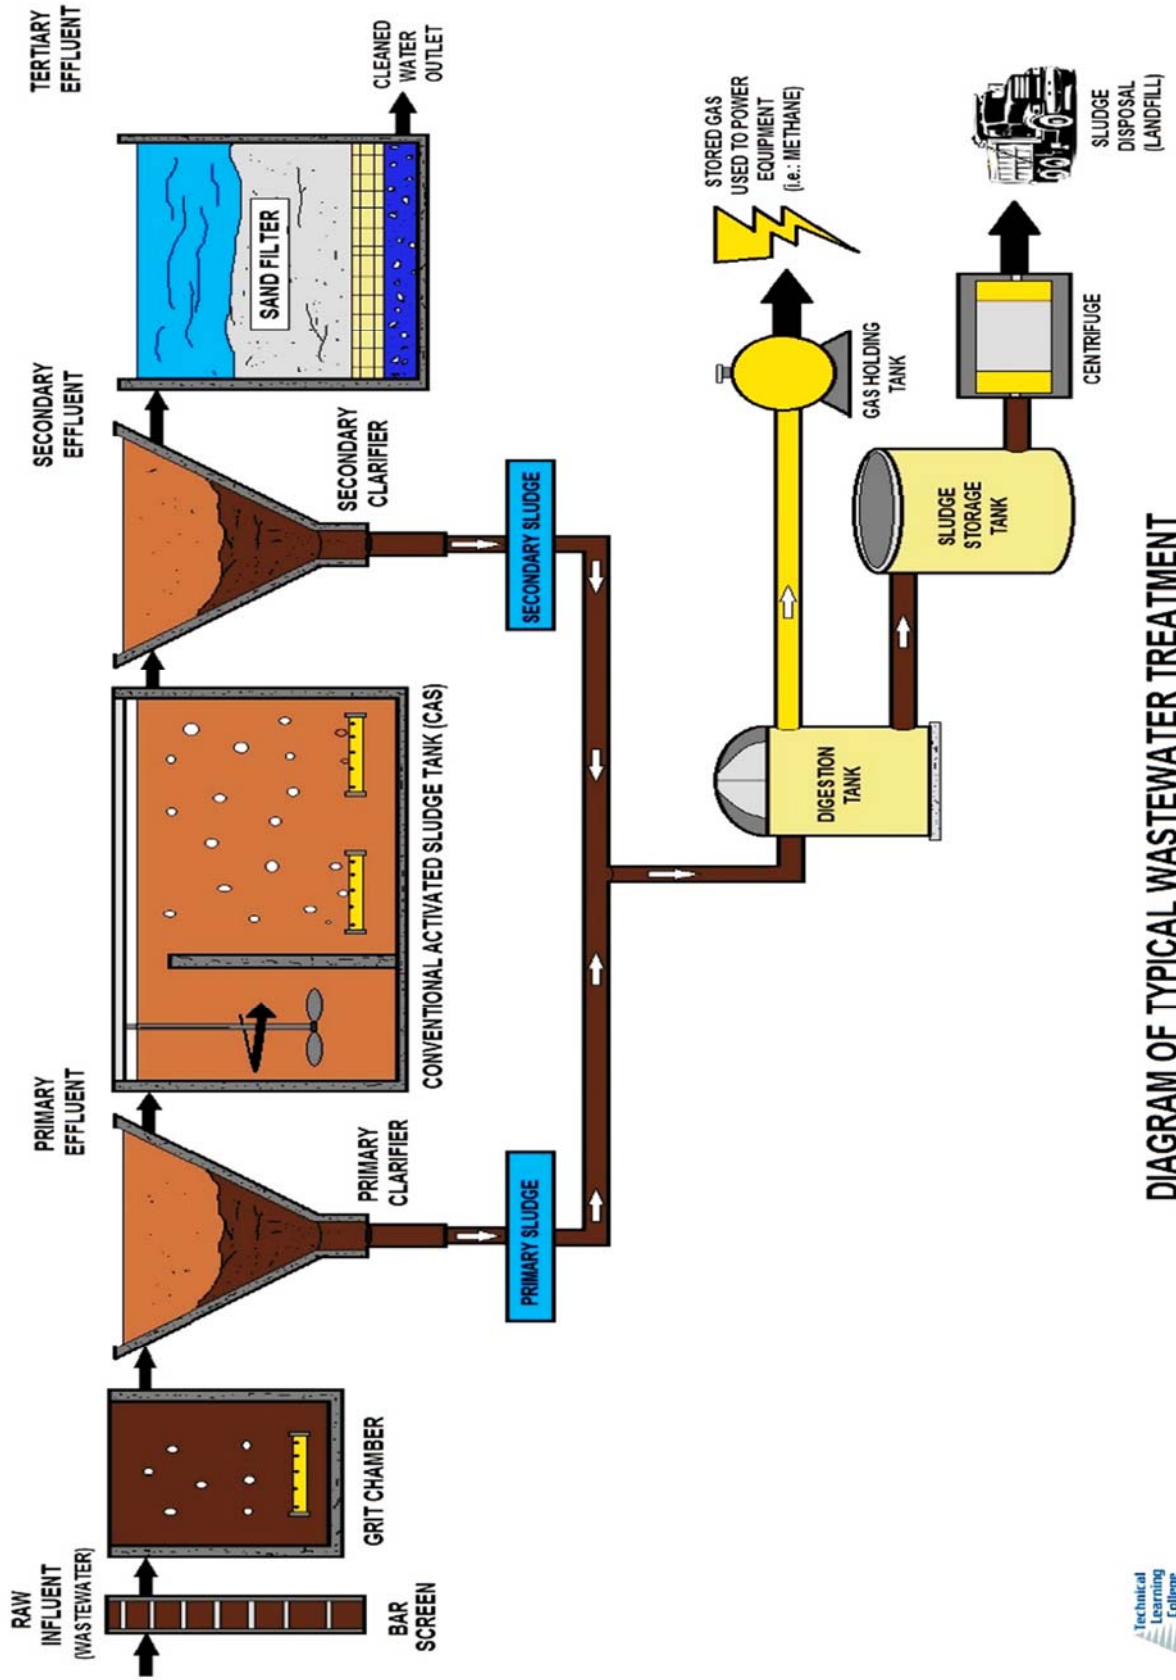 RAW
INFLUENT
(WASTEWATER)
BAR
SCREEN
GRIT CHAMBER
PRIMARY
EFFLUENT
PRIMARY
CLARIFIER
PRIMARY SLUDGE
CONVENTIONAL ACTIVATED SLUDGE TANK (CAS)
SECONDARY
EFFLUENT
SECONDARY
CLARIFIER
SECONDARY SLUDGE
TERTIARY
EFFLUENT
SAND FILTER
CLEANED
WATER
OUTLET
DIGESTION
TANK
GAS HOLDING
TANK
STORED GAS
USED TO POWER
EQUIPMENT
(i.e.: METHANE)
SLUDGE
STORAGE
TANK
CENTRIFUGE
SLUDGE
DISPOSAL
(LANDFILL)
DIAGRAM OF TYPICAL WASTEWATER TREATMENT
Technical
Learning
College